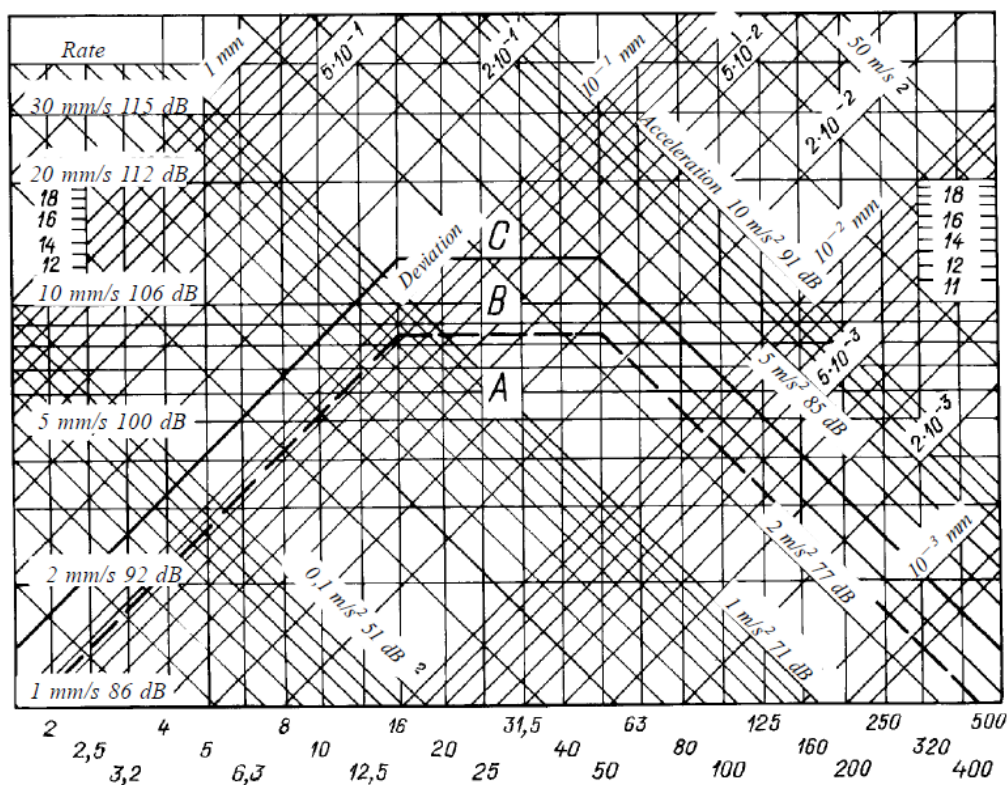 Rate
1 mm
5·10⁻¹
2·10⁻¹
10⁻¹ mm
5·10⁻²
50 m/s 2
30 mm/s 115 dB
2·10⁻²
Acceleration 10 m/s² 91 dB
20 mm/s 112 dB
18
16
14
12
18
16
14
12
11
10⁻² mm
Deviation
C
10 mm/s 106 dB
B
5·10⁻³
5 m/s² 85 dB
A
5 mm/s 100 dB
2·10⁻³
10⁻³ mm
2 mm/s 92 dB
0,1 m/s² 51 dB
2
2 m/s² 77 dB
1 m/s² 71 dB
1 mm/s 86 dB
2 4 8 16 31,5 63 125 250 500
2,5 5 10 20 40 80 160 320
3,2 6,3 12,5 25 50 100 200 400